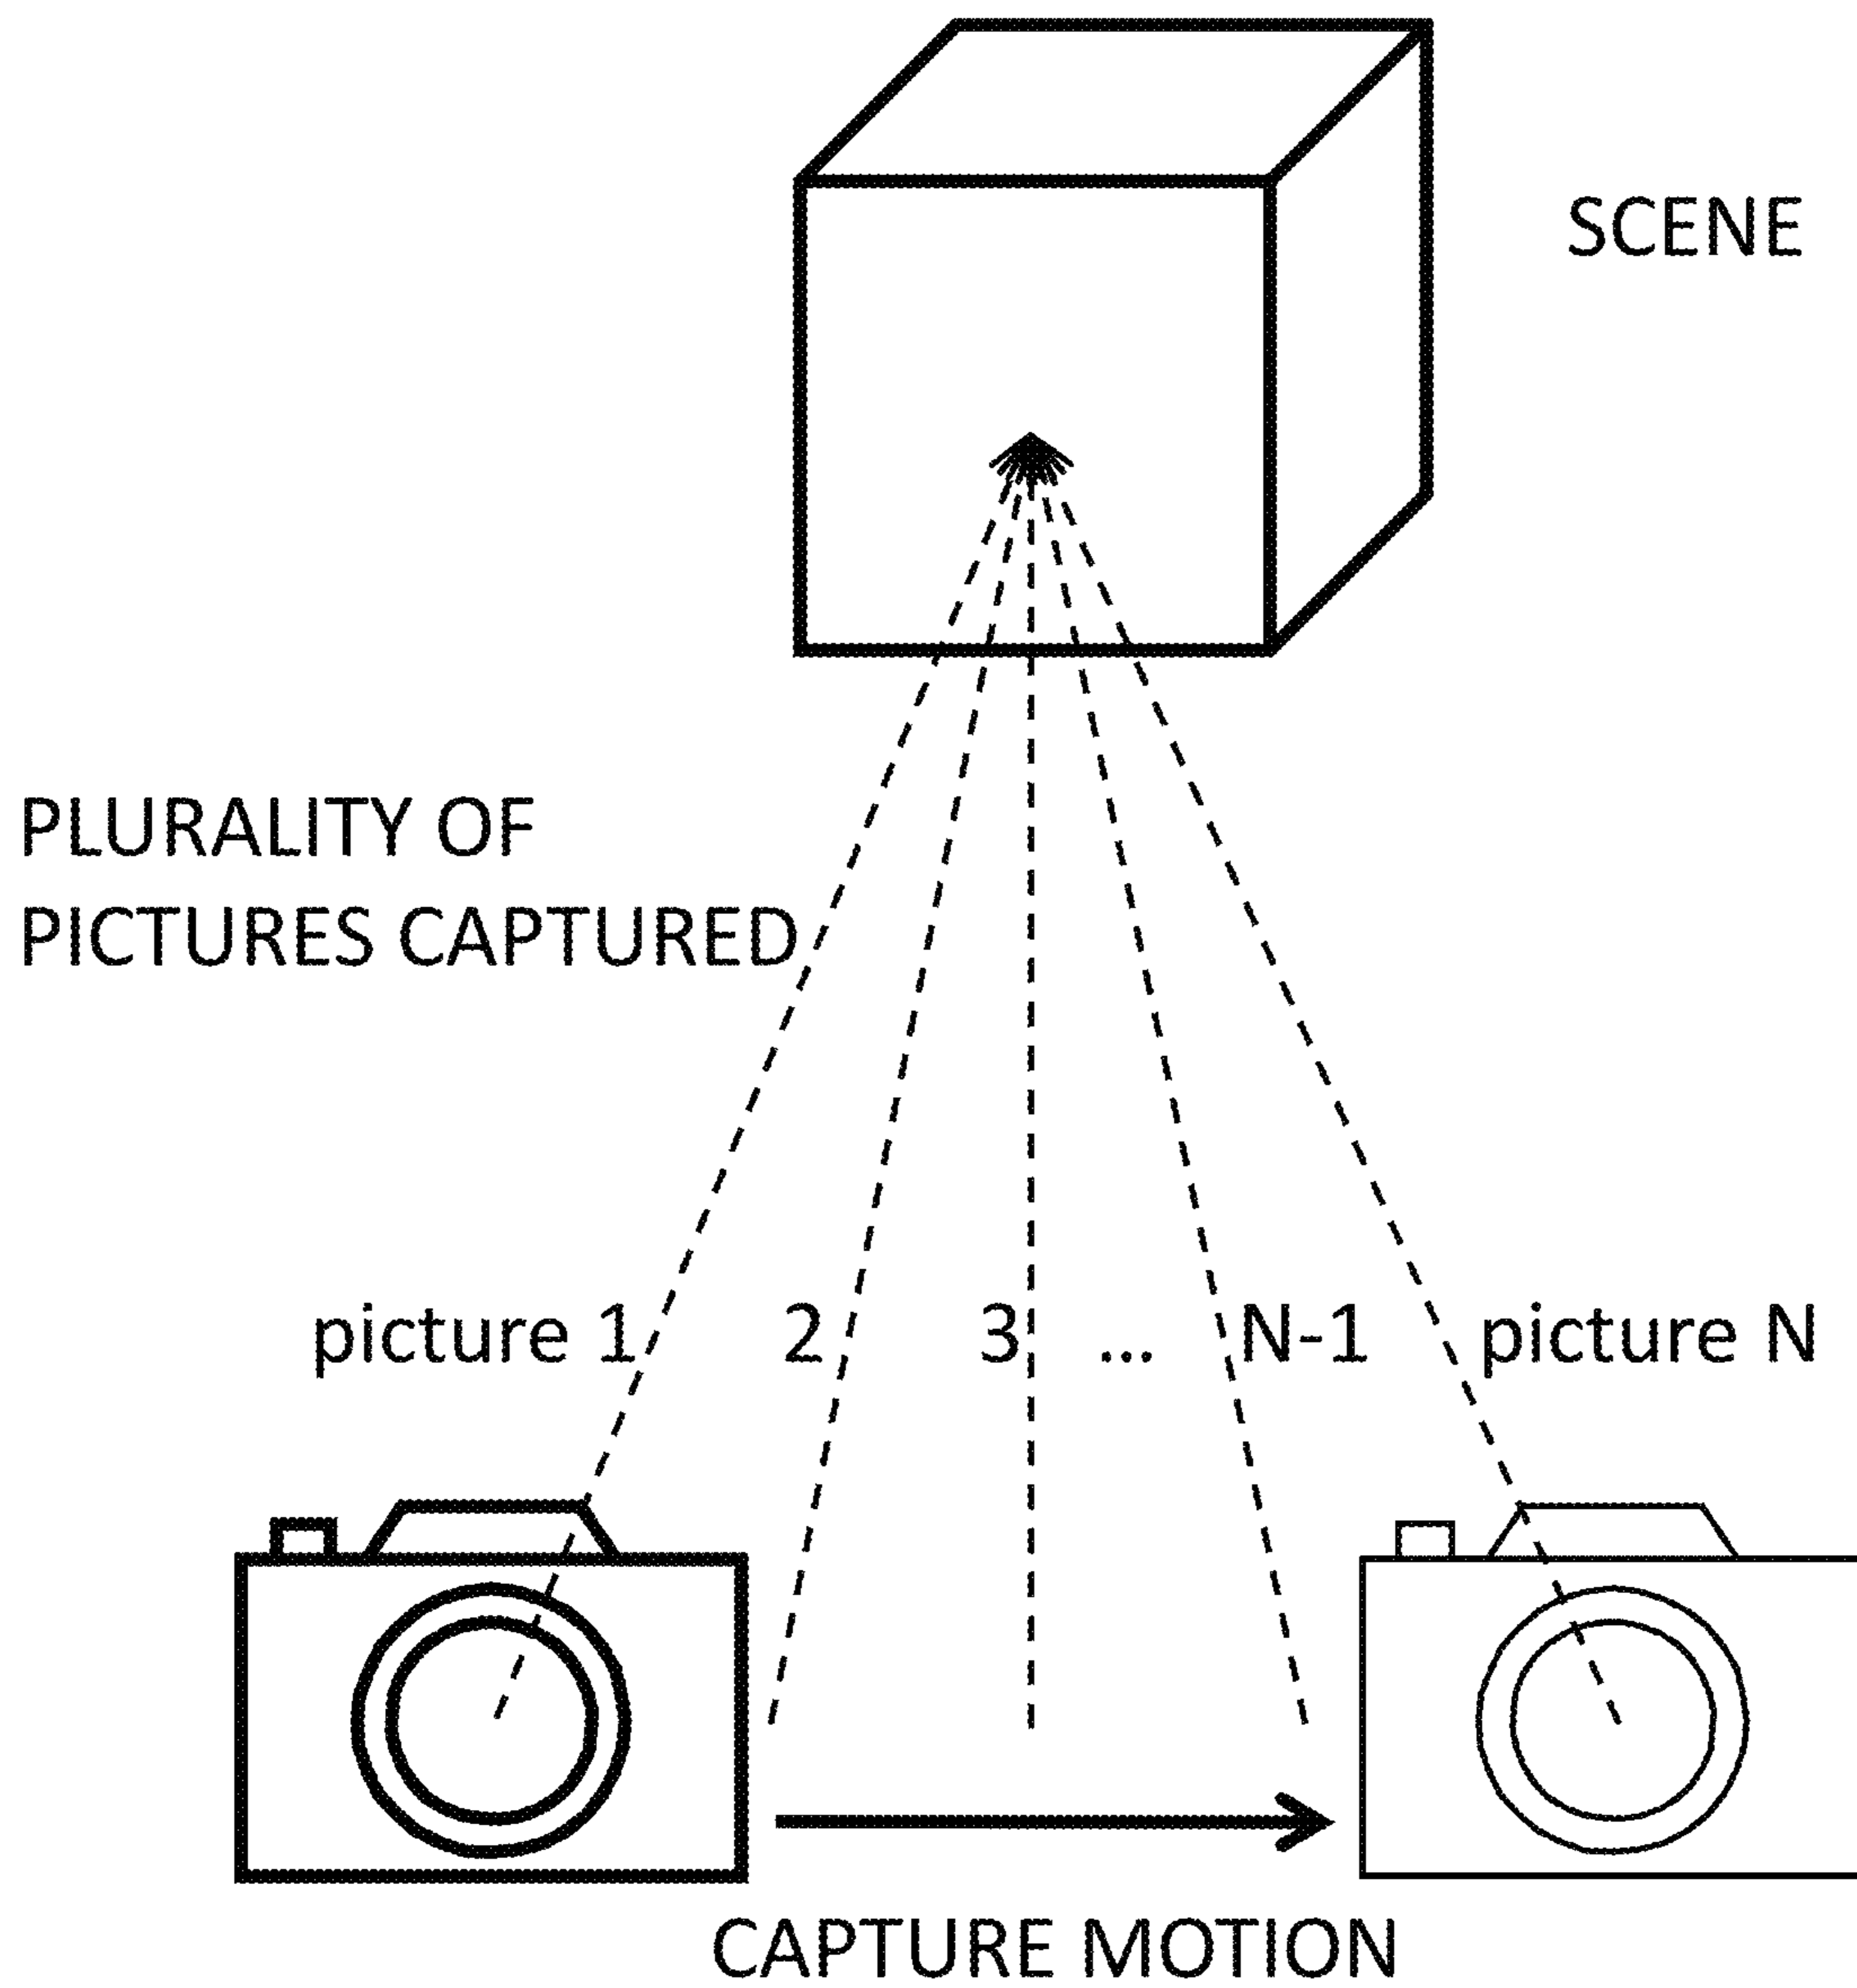 SCENE
PLURALITY OF
PICTURES CAPTURED
picture 1 2 3 ... N-1 picture N
CAPTURE MOTION